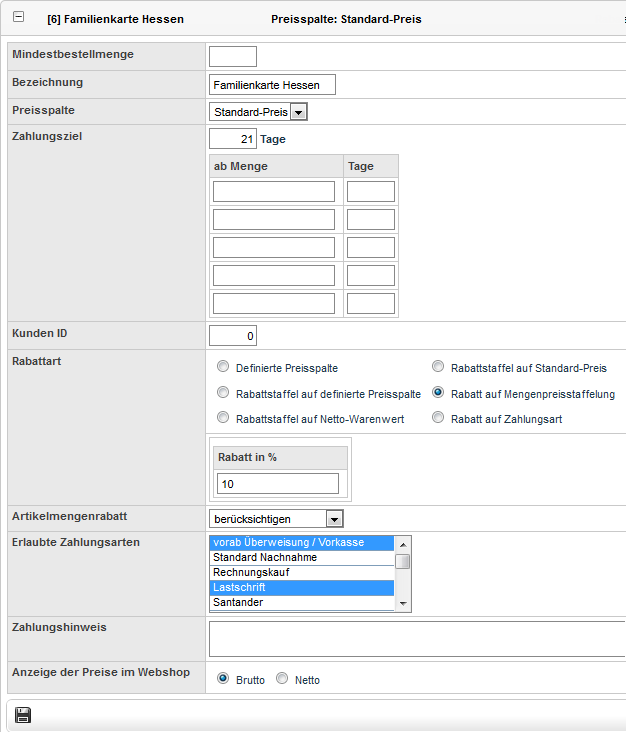 [6] Familienkarte Hessen Preisspalte: Standard-Preis
Mindestbestellmenge
Bezeichnung Familienkarte Hessen
Preisspalte Standard-Preis
Zahlungsziel 21 Tage
ab Menge Tage
Kunden ID 0
Rabattart
Definierte Preisspalte Rabattstaffel auf Standard-Preis
Rabattstaffel auf definierte Preisspalte Rabatt auf Mengenpreisstaffelung
Rabattstaffel auf Netto-Warenwert Rabatt auf Zahlungsart
Rabatt in %
10
Artikelmengenrabatt berücksichtigen
Erlaubte Zahlungsarten vorab Überweisung / Vorkasse
Standard Nachnahme
Rechnungskauf
Lastschrift
Santander
Zahlungshinweis
Anzeige der Preise im Webshop Brutto Netto